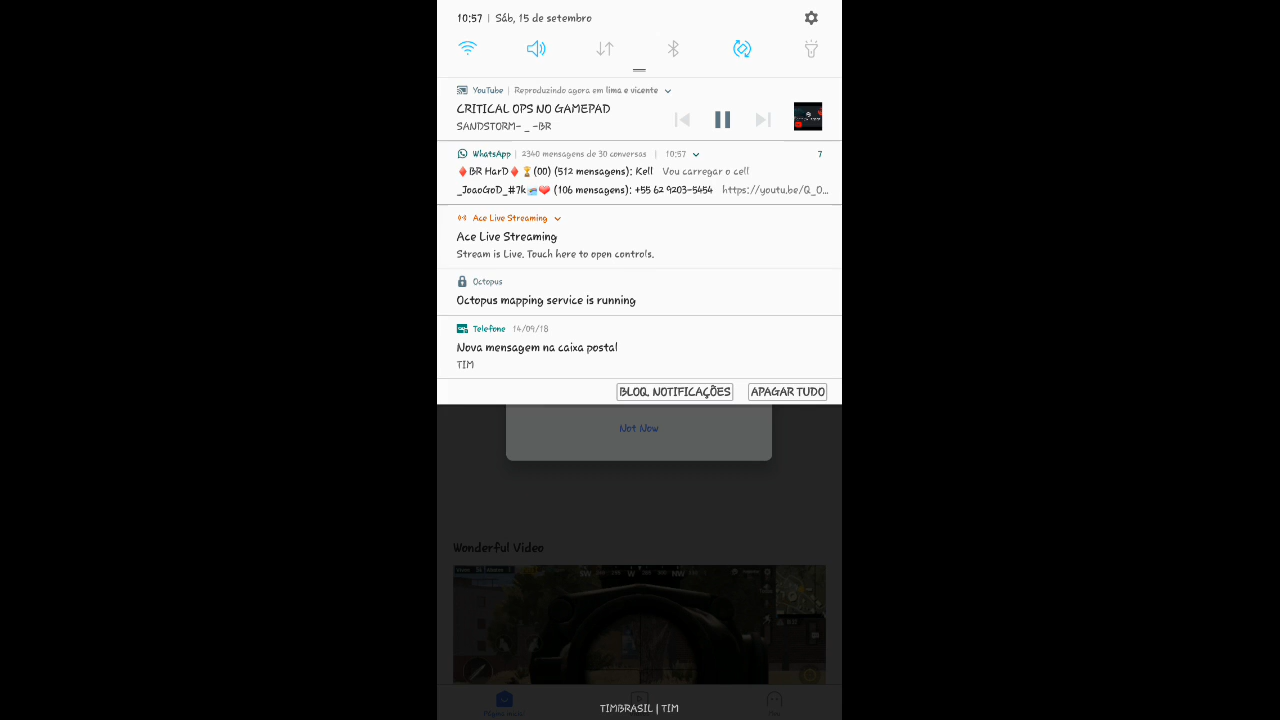 10:57 | Sáb, 15 de setembro
YouTube | Reproduzindo agora em lima e vicente
CRITICAL OPS NO GAMEPAD
SANDSTORM- _ -BR
WhatsApp | 2340 mensagens de 30 conversas | 10:57 7
♦️BR HarD♦️⏳(00) (512 mensagens): Kell Vou carregar o cell
_JoaoGoD_#7k (106 mensagens): +55 62 9203-5454 https://youtu.be/Q_0...
Ace Live Streaming
Ace Live Streaming
Stream is Live. Touch here to open controls.
Octopus
Octopus mapping service is running
Telefone 14/09/18
Nova mensagem na caixa postal
TIM
BLOQ. NOTIFICAÇÕES APAGAR TUDO
Not Now
Wonderful Video
SW W NW
TIMBRASIL | TIM